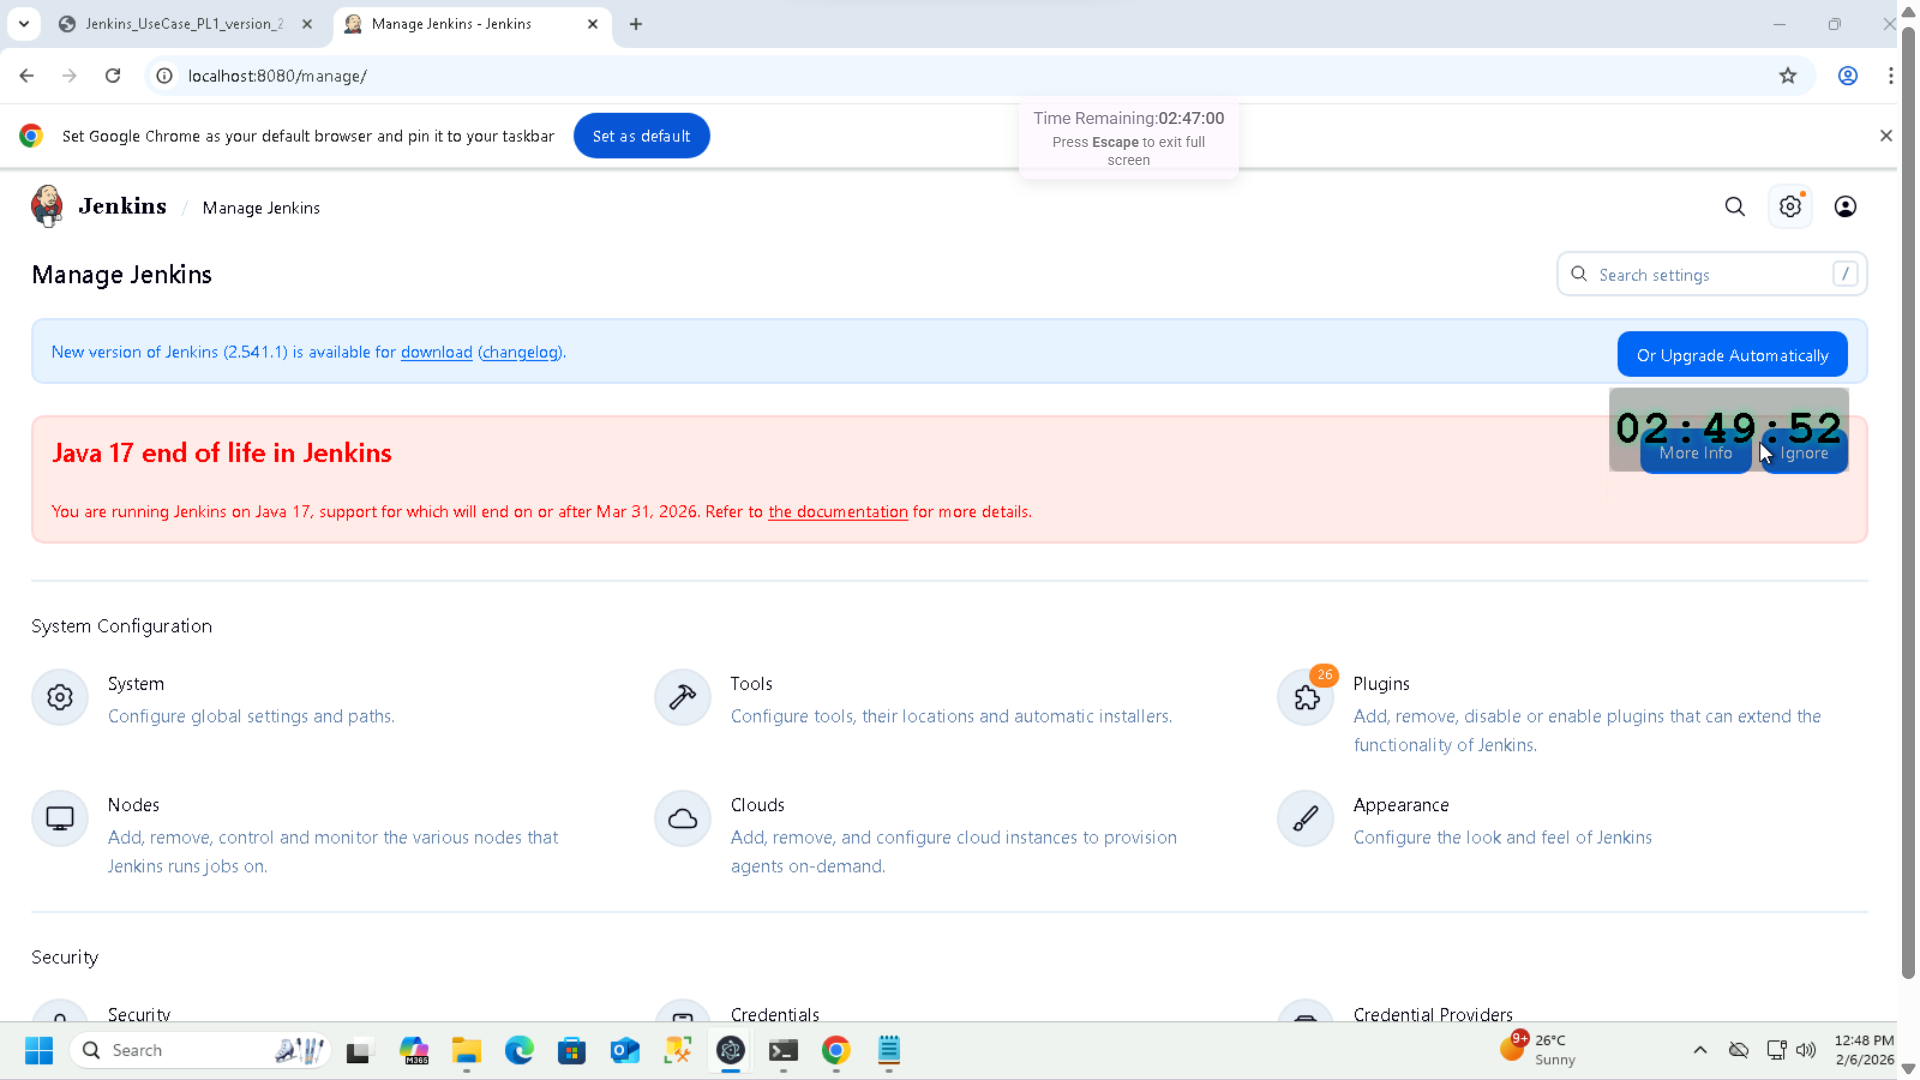 Jenkins_UseCase_PL1_version_2
Manage Jenkins - Jenkins
localhost:8080/manage/
Set Google Chrome as your default browser and pin it to your taskbar
Set as default
Time Remaining:02:47:00
Press Escape to exit full
screen
Jenkins / Manage Jenkins
Manage Jenkins
Search settings /
New version of Jenkins (2.541.1) is available for download (changelog).
Or Upgrade Automatically
02:49:52
Java 17 end of life in Jenkins
More Info
Ignore
You are running Jenkins on Java 17, support for which will end on or after Mar 31, 2026. Refer to the documentation for more details.
System Configuration
System
Configure global settings and paths.
Tools
Configure tools, their locations and automatic installers.
26
Plugins
Add, remove, disable or enable plugins that can extend the
functionality of Jenkins.
Nodes
Add, remove, control and monitor the various nodes that
Jenkins runs jobs on.
Clouds
Add, remove, and configure cloud instances to provision
agents on-demand.
Appearance
Configure the look and feel of Jenkins
Security
Security
Credentials
Credential Providers
Search
M365
9+
26°C
Sunny
12:48 PM
2/6/2026